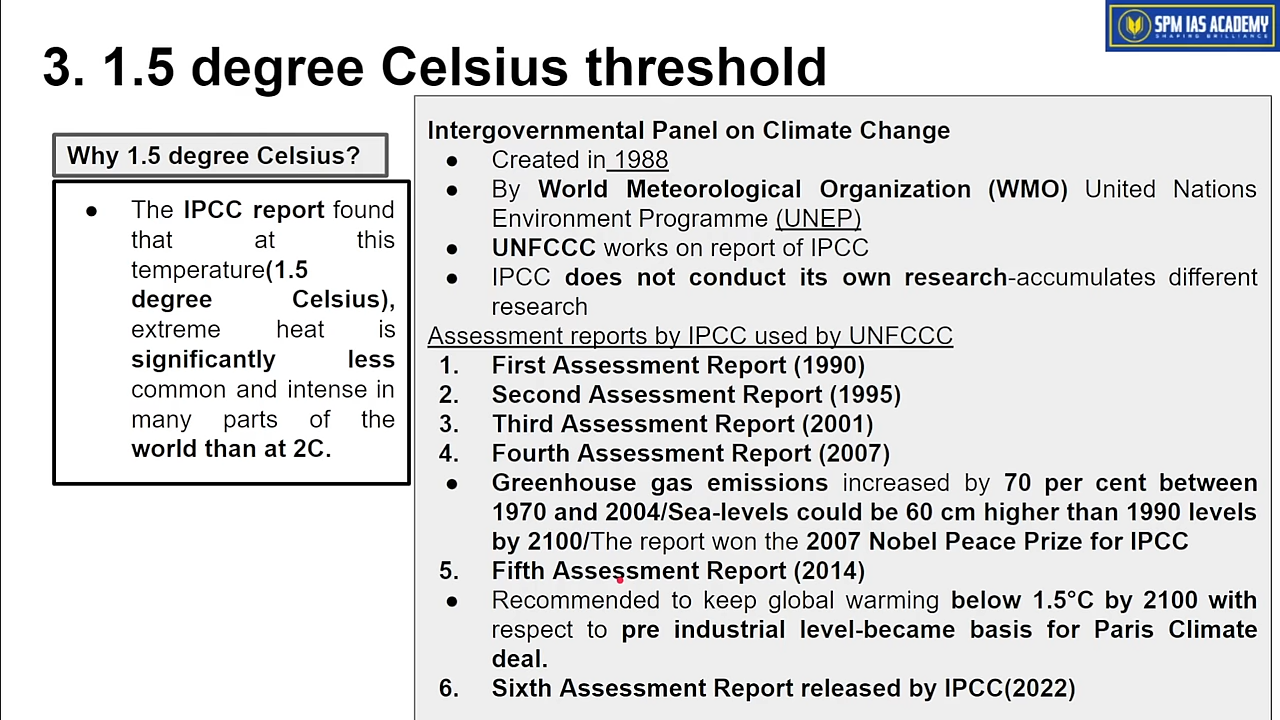 SPM IAS ACADEMY
SHAPING BRILLIANCE
3. 1.5 degree Celsius threshold
Why 1.5 degree Celsius?
● The IPCC report found
that at this
temperature(1.5
degree Celsius),
extreme heat is
significantly less
common and intense in
many parts of the
world than at 2C.
Intergovernmental Panel on Climate Change
● Created in 1988
● By World Meteorological Organization (WMO) United Nations
Environment Programme (UNEP)
● UNFCCC works on report of IPCC
● IPCC does not conduct its own research-accumulates different
research
Assessment reports by IPCC used by UNFCCC
1. First Assessment Report (1990)
2. Second Assessment Report (1995)
3. Third Assessment Report (2001)
4. Fourth Assessment Report (2007)
● Greenhouse gas emissions increased by 70 per cent between
1970 and 2004/Sea-levels could be 60 cm higher than 1990 levels
by 2100/The report won the 2007 Nobel Peace Prize for IPCC
5. Fifth Assessment Report (2014)
● Recommended to keep global warming below 1.5°C by 2100 with
respect to pre industrial level-became basis for Paris Climate
deal.
6. Sixth Assessment Report released by IPCC(2022)